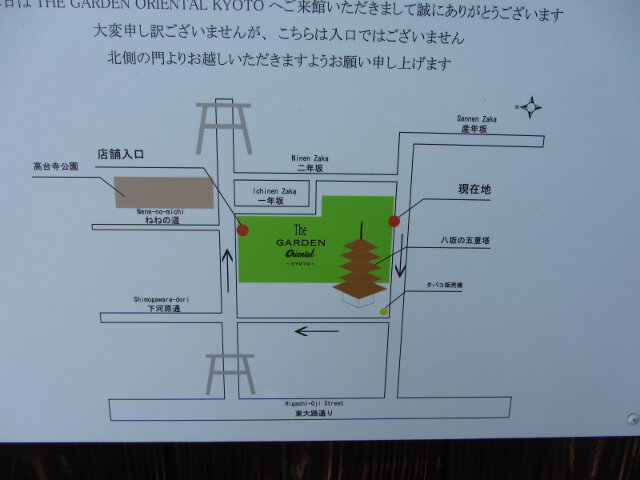 日は THE GARDEN ORIENTAL KYOTO へご来館いただきまして誠にありがとうございます
大変申し訳ございませんが、こちらは入口ではございません
北側の門よりお越しいただきますようお願い申し上げます
N
Sannen Zaka
産年坂
店舗入口
Ninen Zaka
二年坂
高台寺公園
Ichinen Zaka
一年坂
現在地
Nene-no-michi
ねねの道
The
GARDEN
Oriental
- KYOTO -
八坂の五重塔
タバコ販売機
Shimogawara-dori
下河原通
Higashi-Oji Street
東大路通り